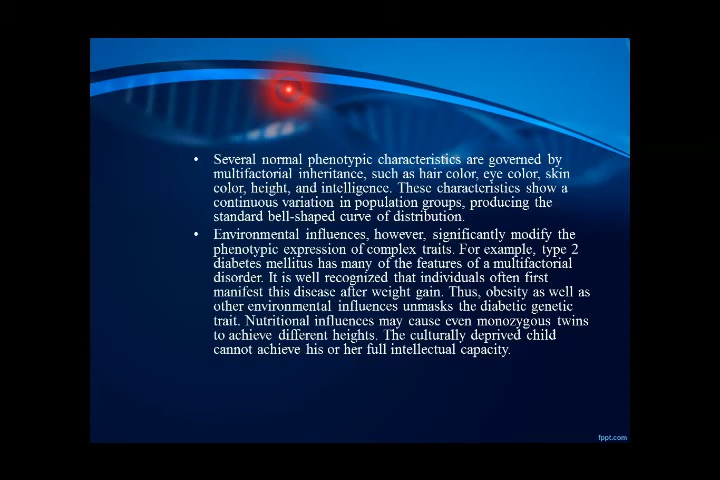 • Several normal phenotypic characteristics are governed by
multifactorial inheritance, such as hair color, eye color, skin
color, height, and intelligence. These characteristics show a
continuous variation in population groups, producing the
standard bell-shaped curve of distribution.
• Environmental influences, however, significantly modify the
phenotypic expression of complex traits. For example, type 2
diabetes mellitus has many of the features of a multifactorial
disorder. It is well recognized that individuals often first
manifest this disease after weight gain. Thus, obesity as well as
other environmental influences unmasks the diabetic genetic
trait. Nutritional influences may cause even monozygous twins
to achieve different heights. The culturally deprived child
cannot achieve his or her full intellectual capacity.
fppt.com